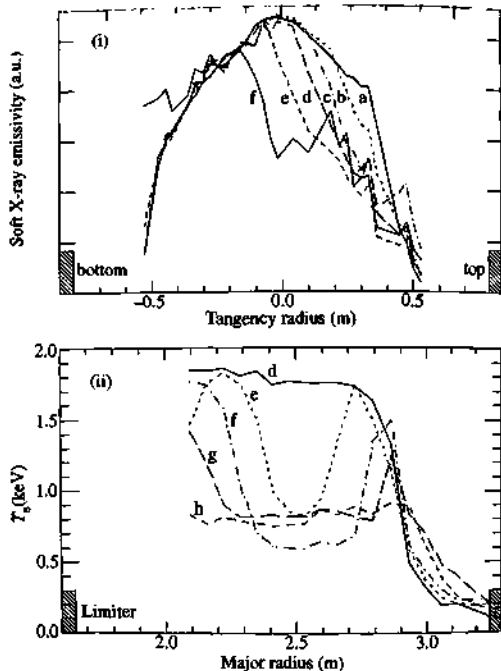 Soft X-ray emissivity (a.u.)
(i)
f e d c b a
bottom
top
-0.5 0.0 0.5
Tangency radius (m)
Tₑ(keV)
2.0
1.5
1.0
0.5
0.0
(ii)
d
e
f
g
h
Limiter
2.0 2.5 3.0
Major radius (m)